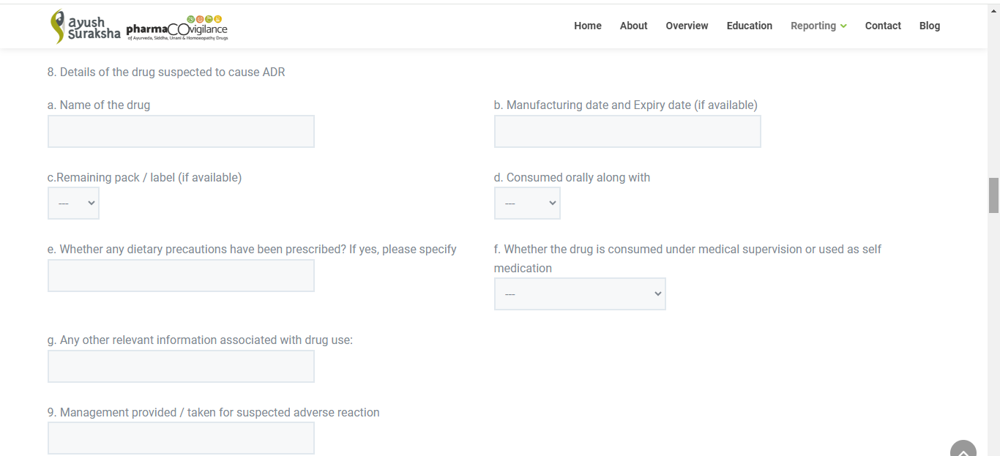 ayush
Suraksha
pharmaCOvigilance
of Ayurveda, Siddha, Unani & Homoeopathy Drugs
Home About Overview Education Reporting Contact Blog
8. Details of the drug suspected to cause ADR
a. Name of the drug
b. Manufacturing date and Expiry date (if available)
c.Remaining pack / label (if available)
d. Consumed orally along with
---
---
e. Whether any dietary precautions have been prescribed? If yes, please specify
f. Whether the drug is consumed under medical supervision or used as self
medication
---
g. Any other relevant information associated with drug use:
9. Management provided / taken for suspected adverse reaction